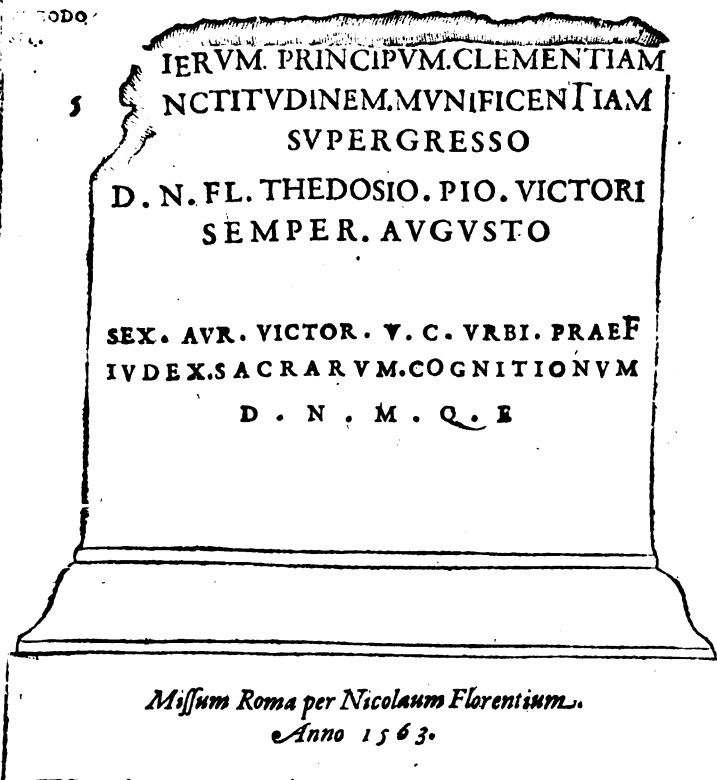 ODO
IERVM. PRINCIPVM.CLEMENTIAM
S NCTITVDINEM.MVNIFICENTIAM
SVPERGRESSO
D. N. FL. THEDOSIO. PIO. VICTORI
SEMPER. AVGVSTO
SEX. AVR. VICTOR. V. C. VRBI. PRAEF
IVDEX.SACRARVM.COGNITIONVM
D . N . M . Q . E
Miſſum Roma per Nicolaum Florentium.
Anno 1563.